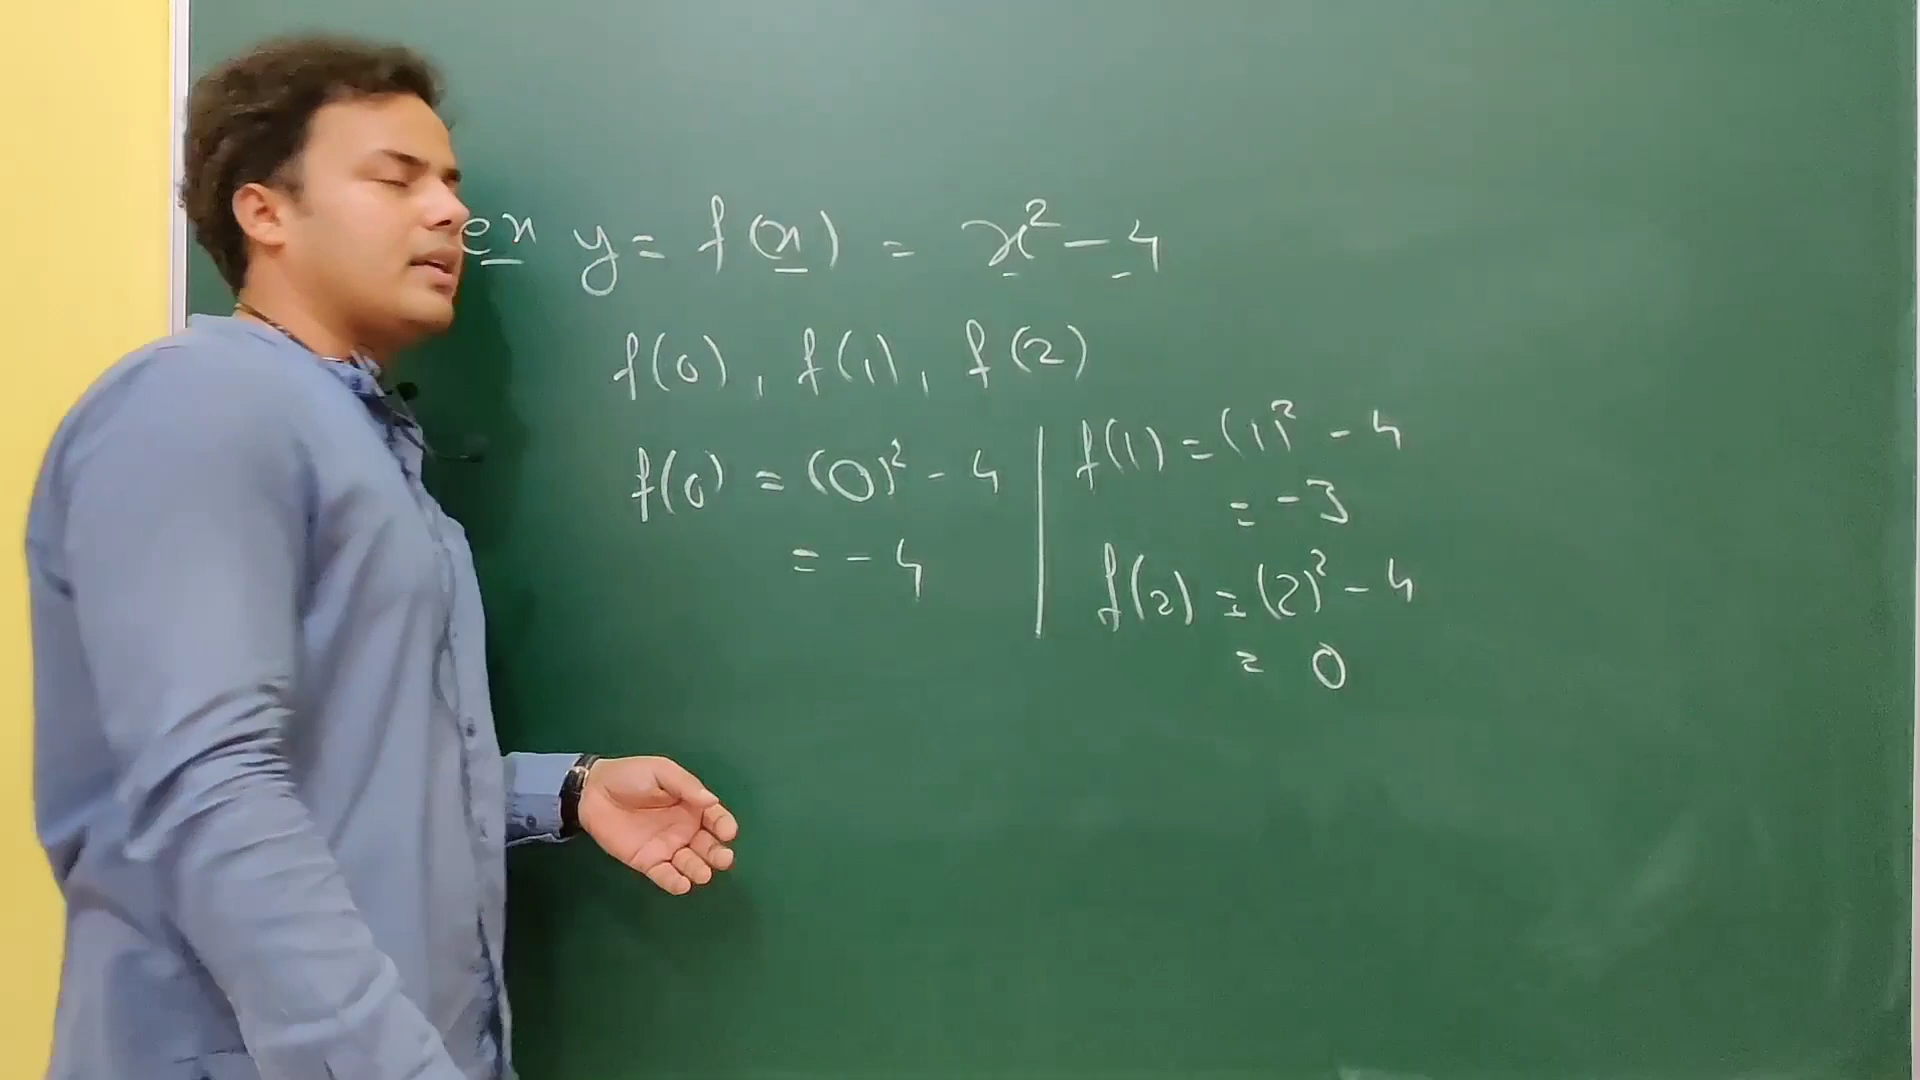 ex y = f(x) = x² - 4
f(0), f(1), f(2)
f(0) = (0)² - 4
= -4
f(1) = (1)² - 4
= -3
f(2) = (2)² - 4
= 0